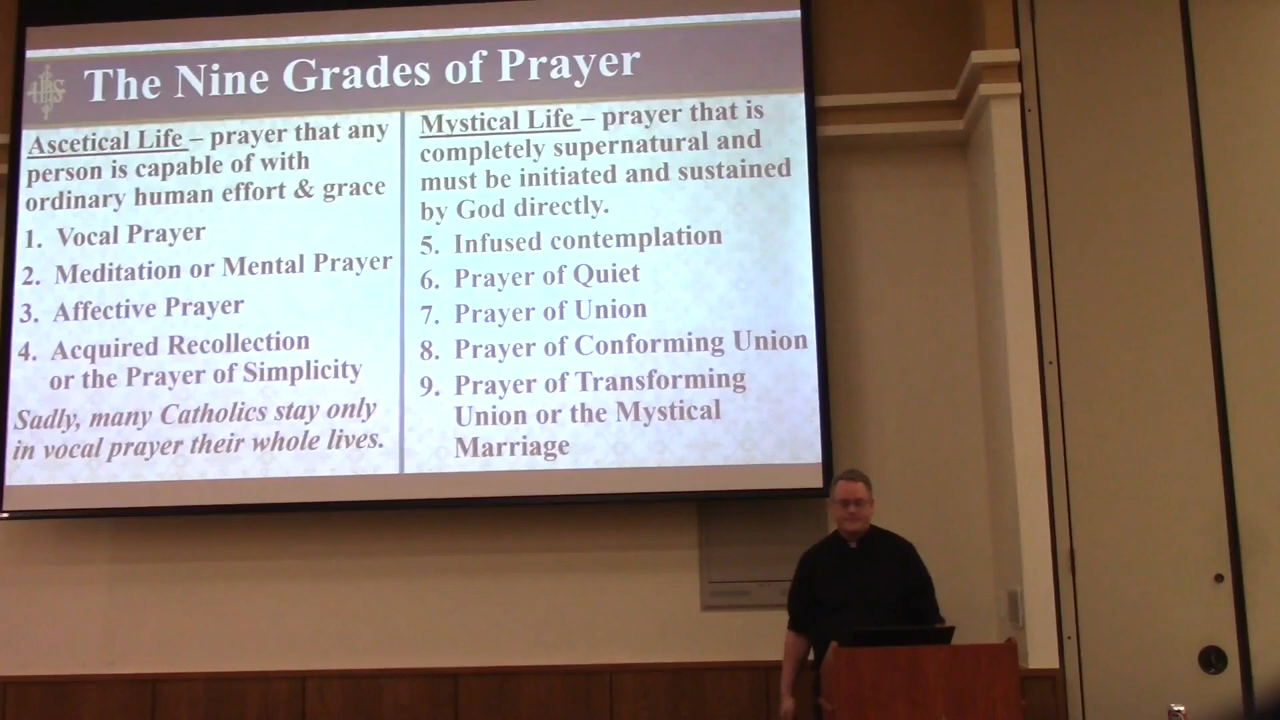 IHS
The Nine Grades of Prayer
Ascetical Life – prayer that any
person is capable of with
ordinary human effort & grace
1. Vocal Prayer
2. Meditation or Mental Prayer
3. Affective Prayer
4. Acquired Recollection
or the Prayer of Simplicity
Sadly, many Catholics stay only
in vocal prayer their whole lives.
Mystical Life – prayer that is
completely supernatural and
must be initiated and sustained
by God directly.
5. Infused contemplation
6. Prayer of Quiet
7. Prayer of Union
8. Prayer of Conforming Union
9. Prayer of Transforming
Union or the Mystical
Marriage